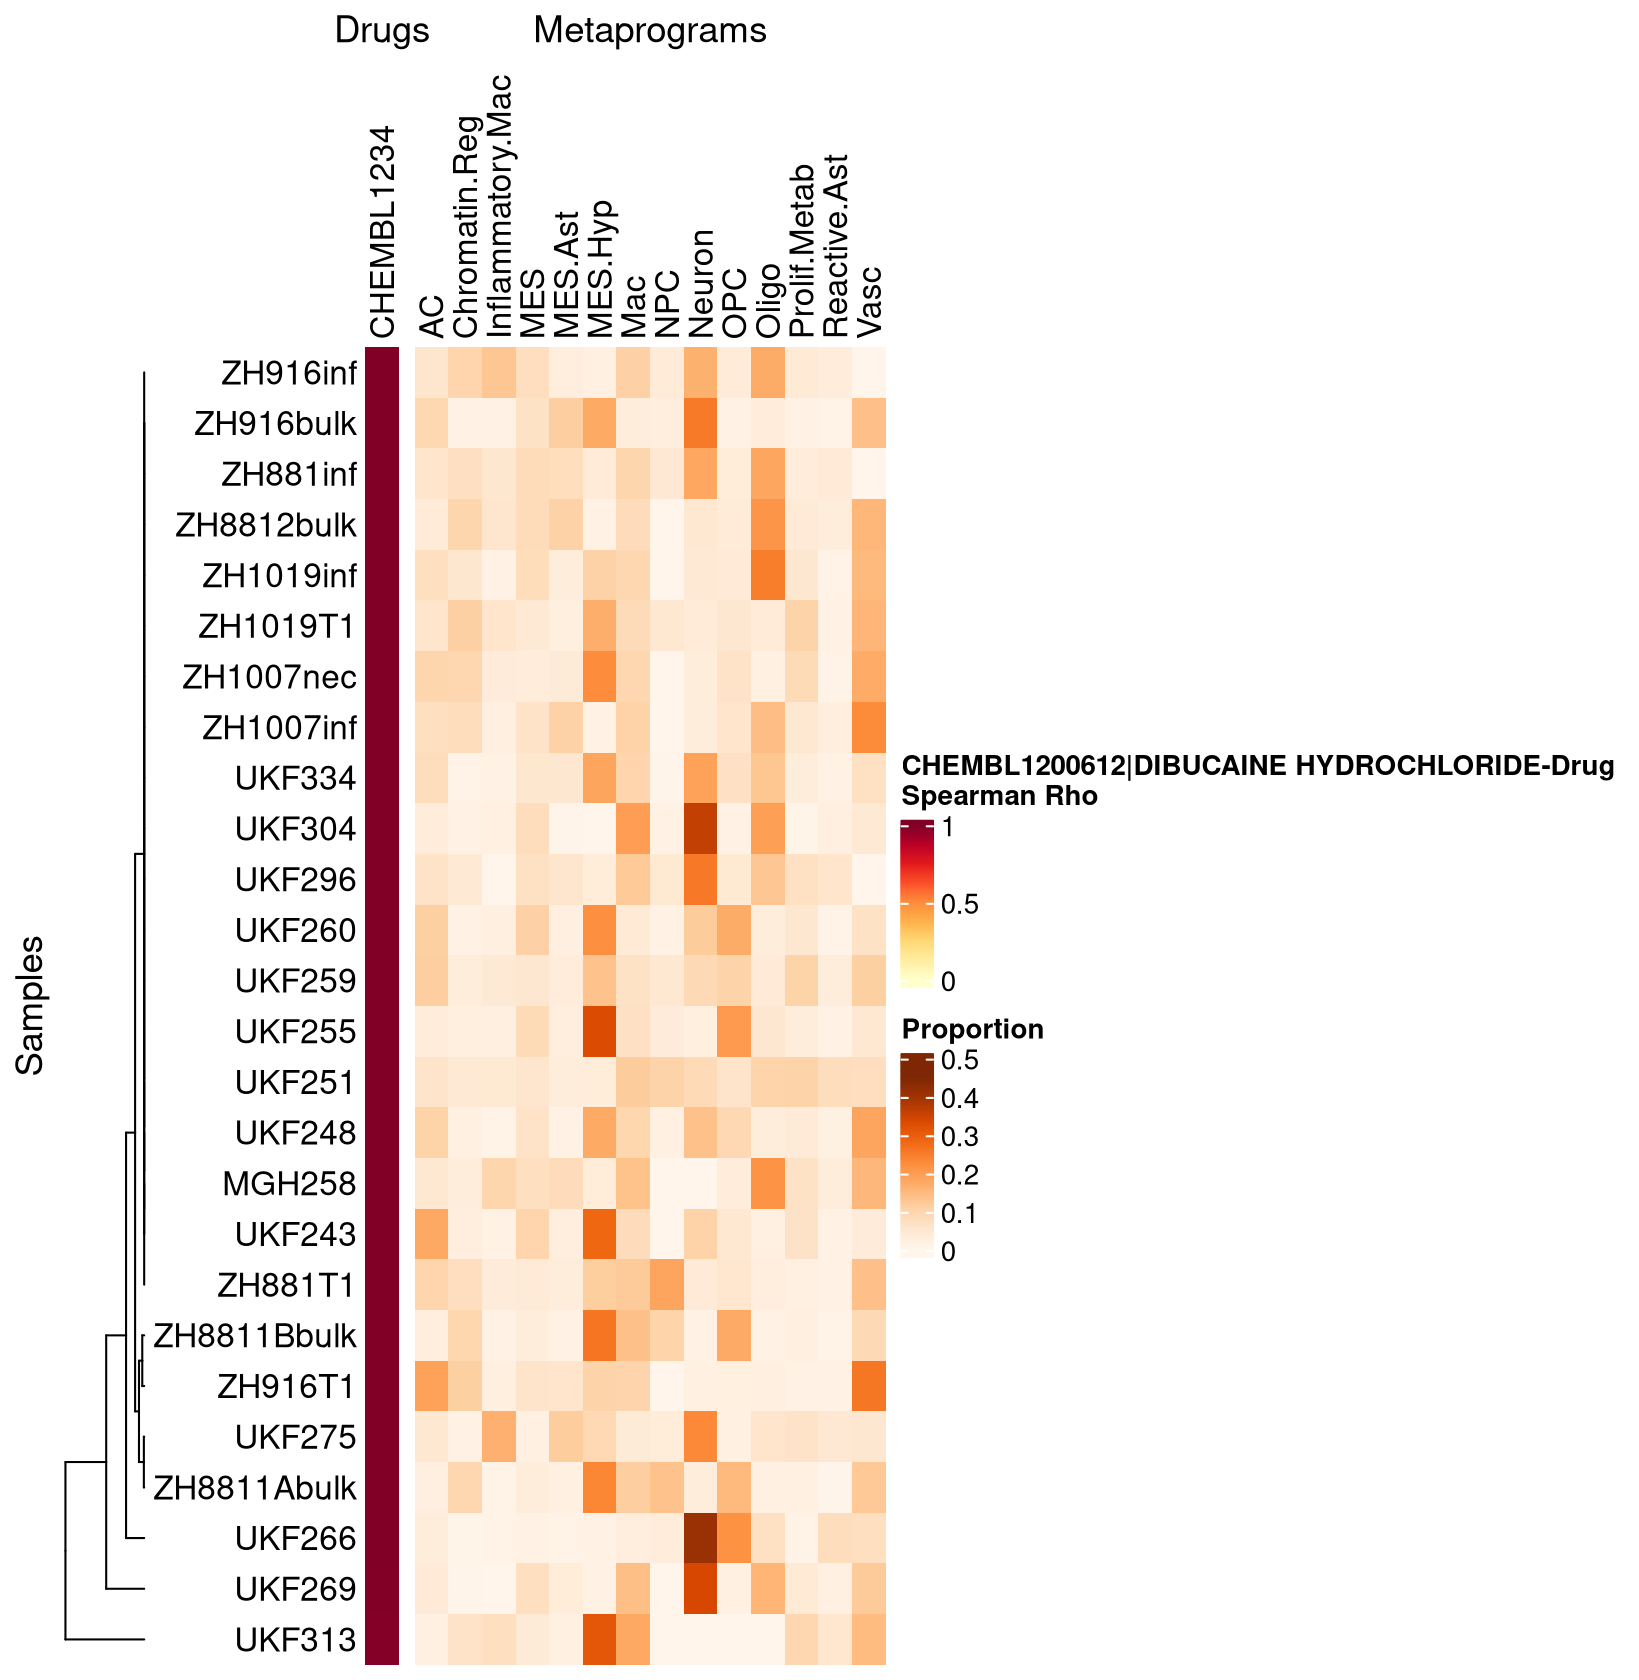 Drugs
Metaprograms
CHEMBL1234
AC
Chromatin.Reg
Inflammatory.Mac
MES
MES.Ast
MES.Hyp
Mac
NPC
Neuron
OPC
Oligo
Prolif.Metab
Reactive.Ast
Vasc
Samples
ZH916inf
ZH916bulk
ZH881inf
ZH8812bulk
ZH1019inf
ZH1019T1
ZH1007nec
ZH1007inf
UKF334
UKF304
UKF296
UKF260
UKF259
UKF255
UKF251
UKF248
MGH258
UKF243
ZH881T1
ZH8811Bbulk
ZH916T1
UKF275
ZH8811Abulk
UKF266
UKF269
UKF313
CHEMBL1200612|DIBUCAINE HYDROCHLORIDE-Drug
Spearman Rho
1
0.5
0
Proportion
0.5
0.4
0.3
0.2
0.1
0